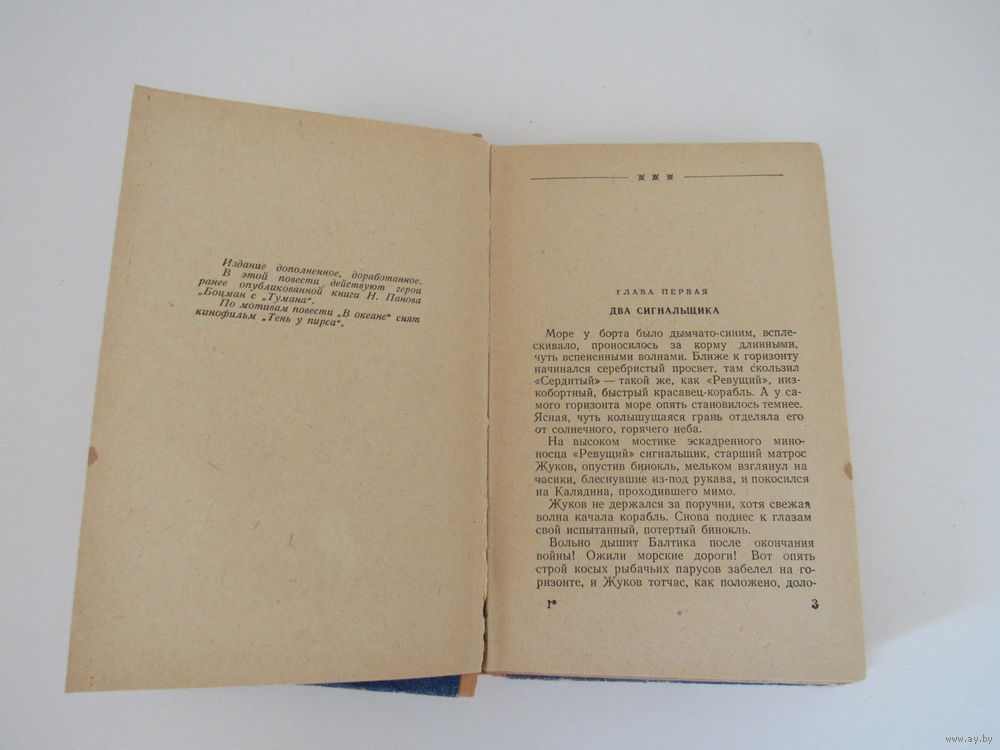 Издание дополненное, доработанное.
В этой повести действуют герои
ранее опубликованной книги Н. Панова
„Боцман с „Тумана“.
По мотивам повести „В океане“ снят
кинофильм „Тень у пирса“.
ГЛАВА ПЕРВАЯ
ДВА СИГНАЛЬЩИКА
Море у борта было дымчато-синим, вспле-
скивало, проносилось за корму длинными,
чуть вспененными волнами. Ближе к горизонту
начинался серебристый просвет, там скользил
«Сердитый» — такой же, как «Ревущий», низ-
кобортный, быстрый красавец-корабль. А у са-
мого горизонта море опять становилось темнее.
Ясная, чуть колышущаяся грань отделяла его
от солнечного, горячего неба.
На высоком мостике эскадренного мино-
носца «Ревущий» сигнальщик, старший матрос
Жуков, опустив бинокль, мельком взглянул на
часики, блеснувшие из-под рукава, и покосился
на Калядина, проходившего мимо.
Жуков не держался за поручни, хотя свежая
волна качала корабль. Снова поднес к глазам
свой испытанный, потертый бинокль.
Вольно дышит Балтика после окончания
войны! Ожили морские дороги! Вот опять
строй косых рыбачьих парусов забелел на го-
ризонте, и Жуков тотчас, как положено, доло-
1*
3
www.ay.by